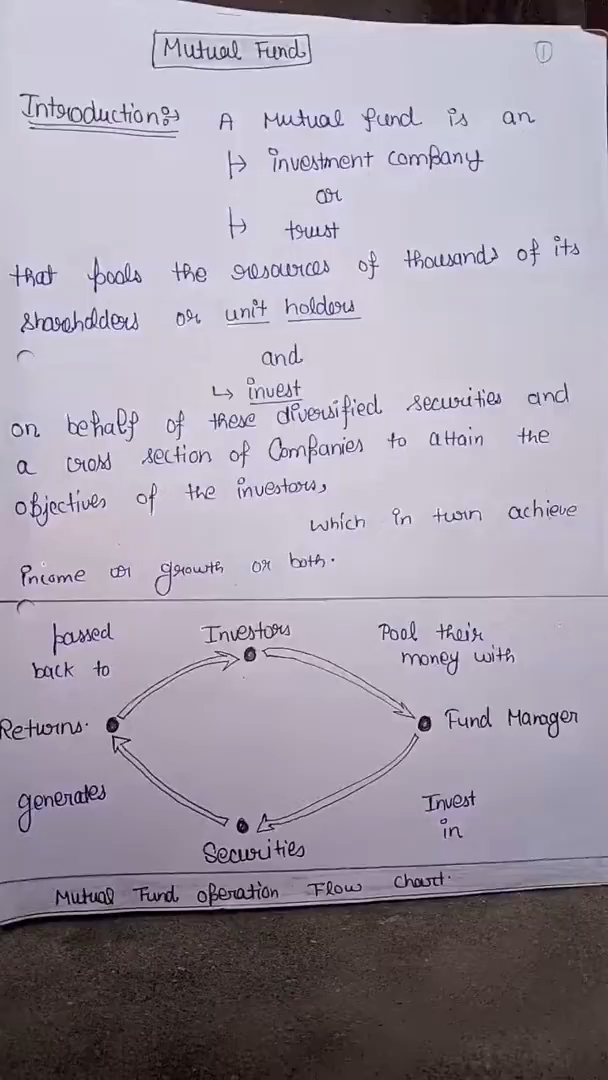 Mutual Fund
①
Introduction:→ A Mutual fund is an
↦ investment company
or
↦ trust
that pools the resources of thousands of its
shareholders or unit holders
and
↳ invest
on behalf of these diversified securities and
a cross section of Companies to attain the
objectives of the investors,
which in turn achieve
Income or growth or both.
passed
back to
Investors
Pool their
money with
Returns.
Fund Manager
generates
Invest
in
Securities
Mutual Fund operation Flow chart.